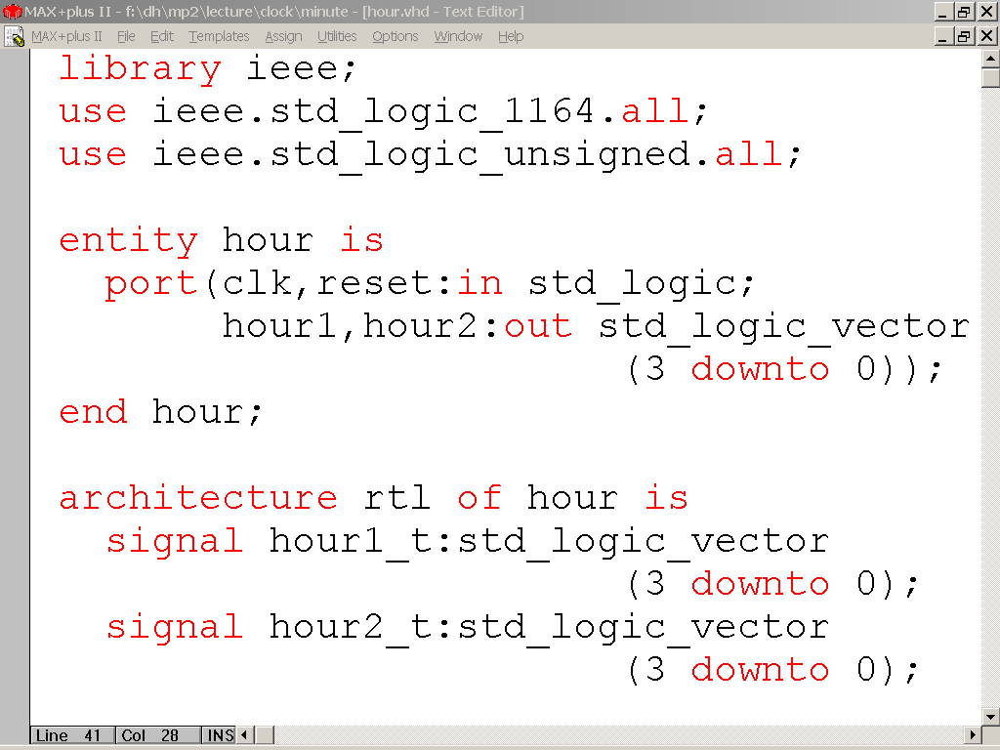 MAX+plus II - f:\dh\mp2\lecture\clock\minute - [hour.vhd - Text Editor]
MAX+plus II File Edit Templates Assign Utilities Options Window Help
library ieee;
use ieee.std_logic_1164.all;
use ieee.std_logic_unsigned.all;
entity hour is
port(clk,reset:in std_logic;
hour1,hour2:out std_logic_vector
(3 downto 0));
end hour;
architecture rtl of hour is
signal hour1_t:std_logic_vector
(3 downto 0);
signal hour2_t:std_logic_vector
(3 downto 0);
Line 41 Col 28 INS